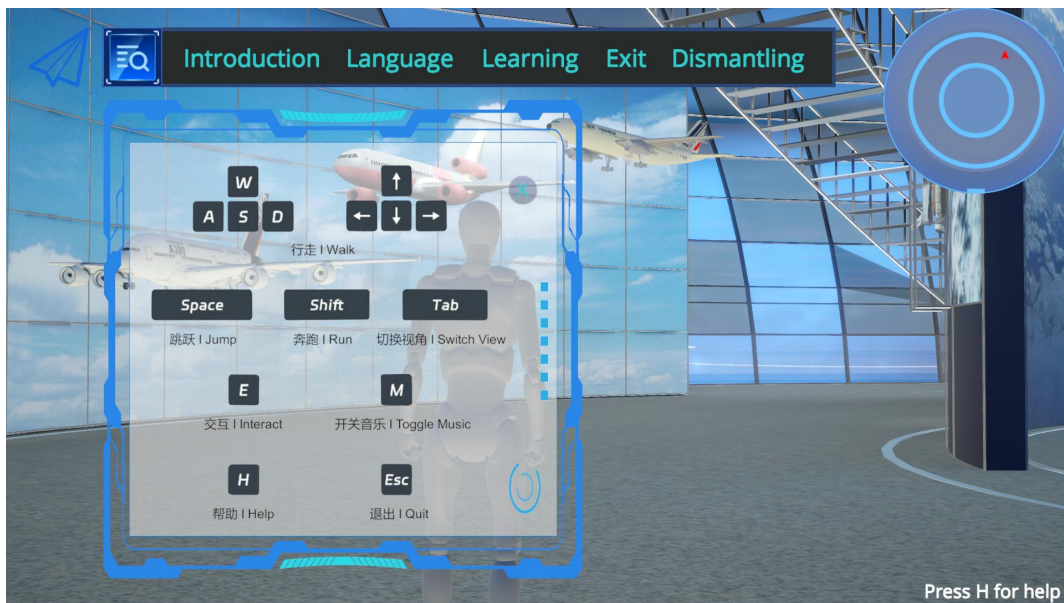 Introduction Language Learning Exit Dismantling
W
A S D
↑
← ↓ →
X
行走 I Walk
Space Shift Tab
跳跃 I Jump 奔跑 I Run 切换视角 I Switch View
E M
交互 I Interact 开关音乐 I Toggle Music
H Esc
帮助 I Help 退出 I Quit
Press H for help